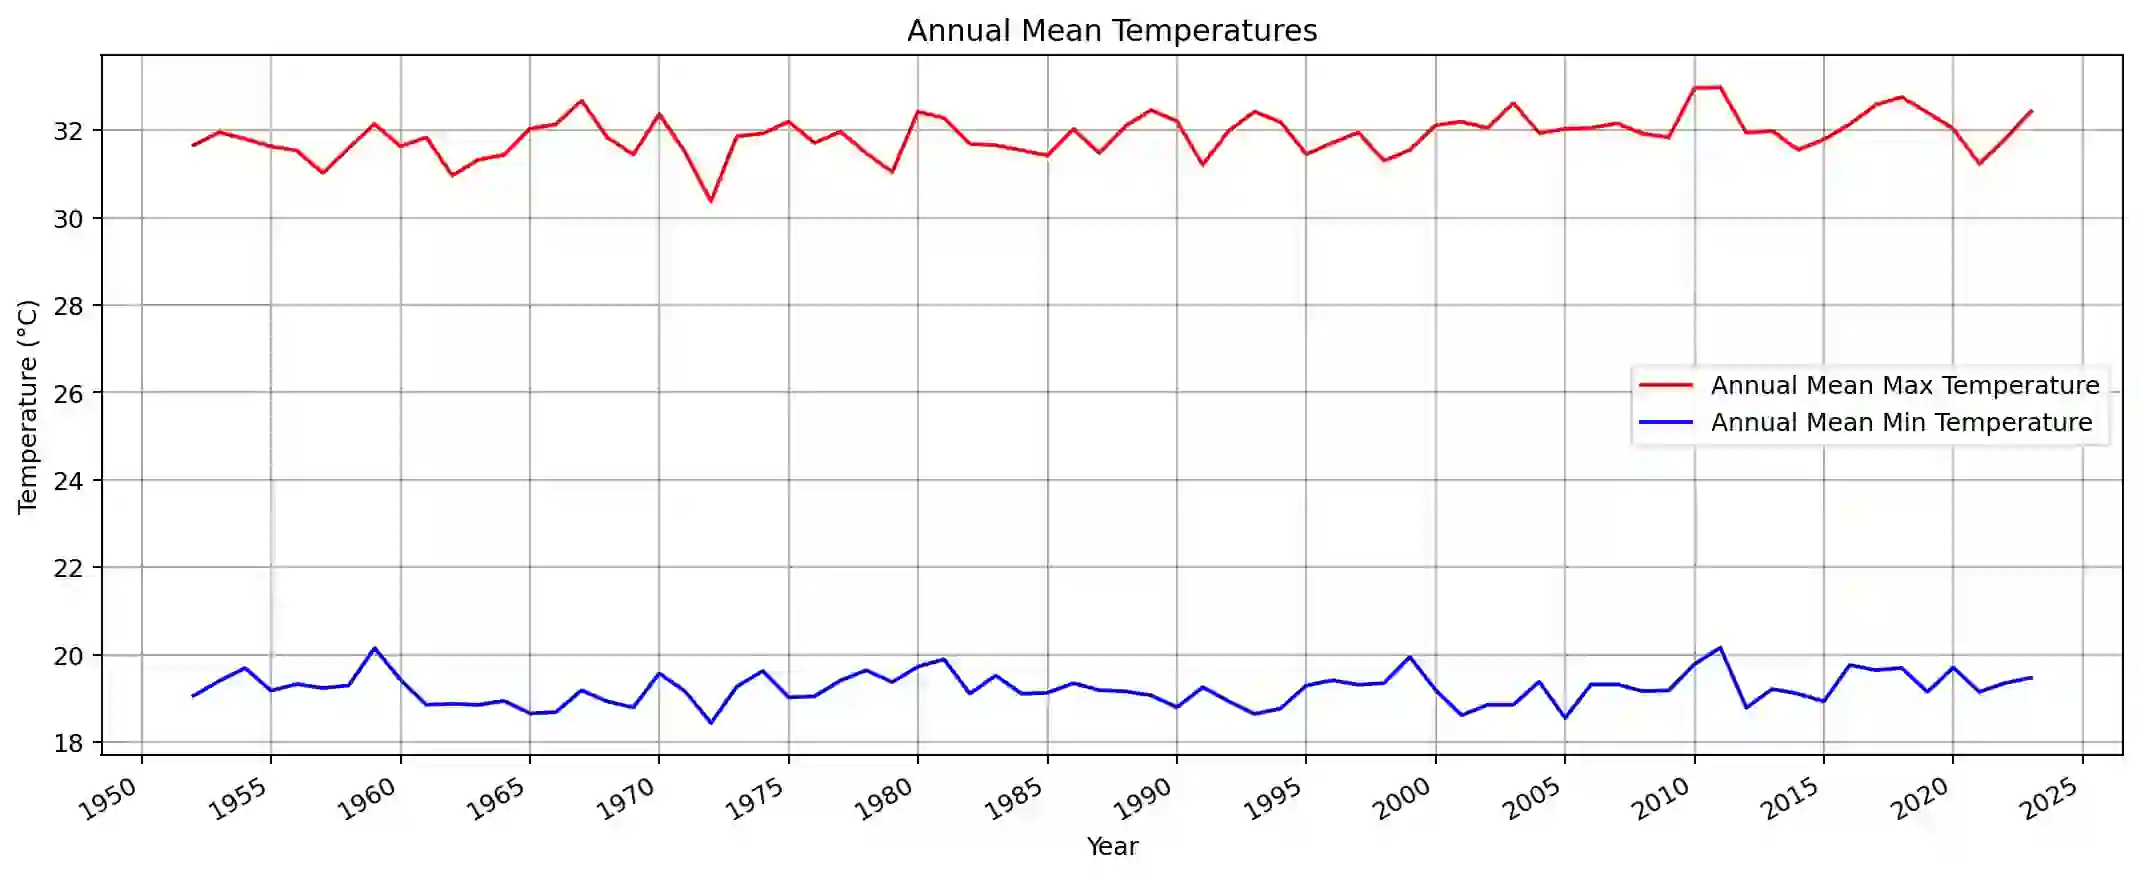 Annual Mean Temperatures
32
30
28
26
24
22
20
18
Temperature (°C)
Annual Mean Max Temperature
Annual Mean Min Temperature
1950 1955 1960 1965 1970 1975 1980 1985 1990 1995 2000 2005 2010 2015 2020 2025
Year